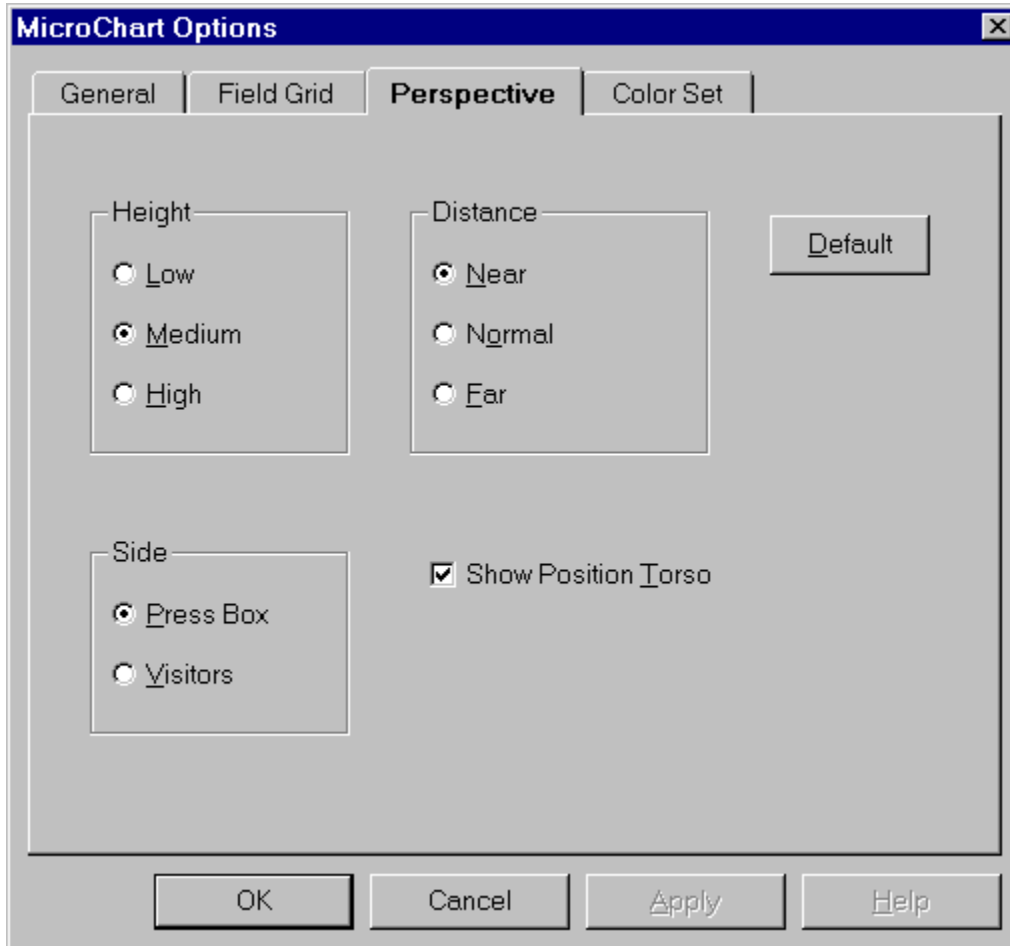 MicroChart Options
General Field Grid Perspective Color Set
Height
Low
Medium
High
Distance
Near
Normal
Far
Default
Side
Press Box
Visitors
Show Position Torso
OK Cancel Apply Help